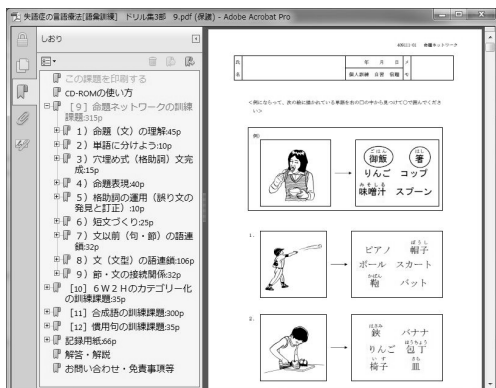 失語症の言語療法[語彙訓練] ドリル集3部 9.pdf (保護) - Adobe Acrobat Pro
しおり
この課題を印刷する
CD-ROMの使い方
[9] 命題ネットワークの訓練
課題:315p
1）命題（文）の理解:45p
2）単語に分けよう:10p
3）穴埋め式（格助詞）文完
成:15p
4）命題表現:40p
5）格助詞の運用（誤り文の
発見と訂正）:10p
6）短文づくり:25p
7）文以前（句・節）の語連
鎖:32p
8）文（文型）の語連鎖:106p
9）節・文の接続関係:32p
[10] 6W2Hのカテゴリー化
の訓練課題:35p
[11] 合成語の訓練課題:300p
[12] 慣用句の訓練課題:35p
記録用紙:66p
解答・解説
お問い合わせ・免責事項等
命題ネットワーク
氏 年 月 日 メ
名 個人訓練 自習 宿題 モ
<例にならって、次の絵に描かれている単語を右の□の中から見つけて○で囲んでくださ
い>
例)
ごはん はし
御飯 箸
りんご コップ
みそしる
味噌汁 スプーン
1.
ぼうし
ピアノ 帽子
ボール スカート
かばん
鞄 バット
2.
はさみ
鋏 バナナ
ほうちょう
りんご 包丁
いす さら
椅子 皿